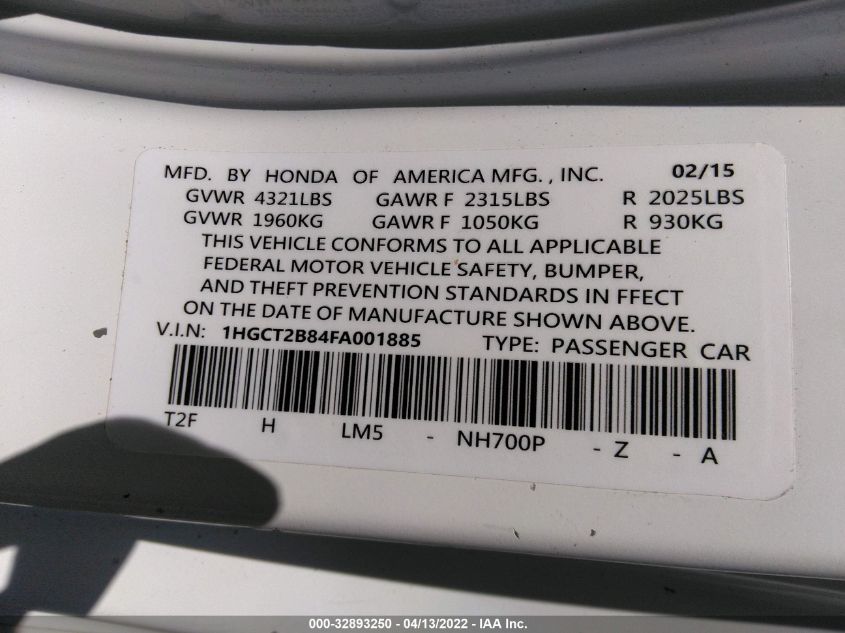 MFD. BY HONDA OF AMERICA MFG., INC. 02/15
GVWR 4321LBS GAWR F 2315LBS R 2025LBS
GVWR 1960KG GAWR F 1050KG R 930KG
THIS VEHICLE CONFORMS TO ALL APPLICABLE
FEDERAL MOTOR VEHICLE SAFETY, BUMPER,
AND THEFT PREVENTION STANDARDS IN FFECT
ON THE DATE OF MANUFACTURE SHOWN ABOVE.
V.I.N: 1HGCT2B84FA001885 TYPE: PASSENGER CAR
T2F H LM5 - NH700P - Z - A
000-32893250 / 04/13/2022 - IAA Inc.